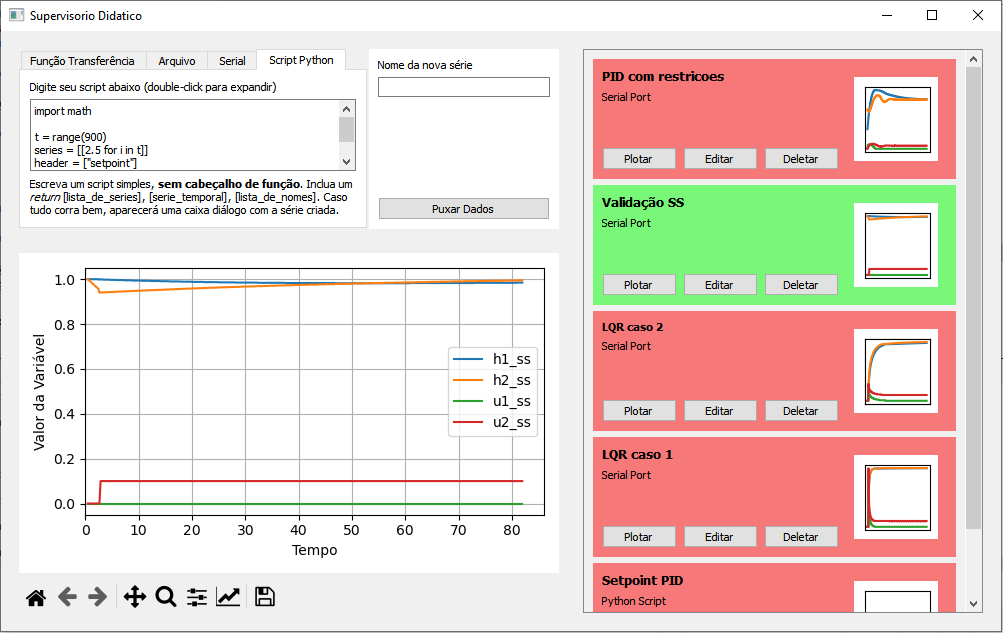 Supervisorio Didatico
Função Transferência
Arquivo
Serial
Script Python
Digite seu script abaixo (double-click para expandir)
import math
t = range(900)
series = [[2.5 for i in t]]
header = ["setpoint"]
Escreva um script simples, sem cabeçalho de função. Inclua um
return [lista_de_series], [serie_temporal], [lista_de_nomes]. Caso
tudo corra bem, aparecerá uma caixa diálogo com a série criada.
Nome da nova série
Puxar Dados
1.0
0.8
0.6
0.4
0.2
0.0
Valor da Variável
h1_ss
h2_ss
u1_ss
u2_ss
0 10 20 30 40 50 60 70 80
Tempo
PID com restricoes
Serial Port
Plotar
Editar
Deletar
Validação SS
Serial Port
Plotar
Editar
Deletar
LQR caso 2
Serial Port
Plotar
Editar
Deletar
LQR caso 1
Serial Port
Plotar
Editar
Deletar
Setpoint PID
Python Script